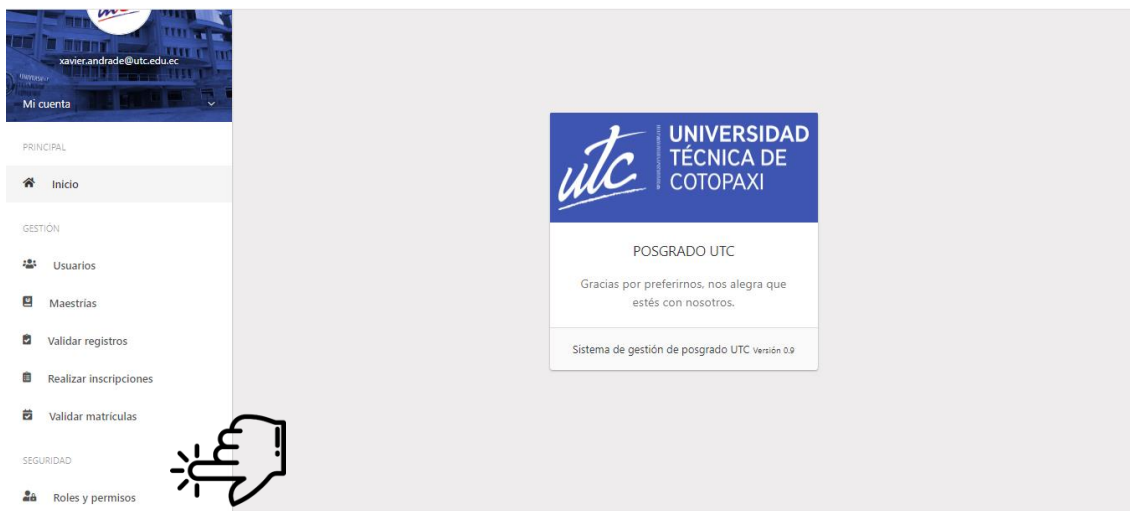 xavier.andrade@utc.edu.ec
Mi cuenta
PRINCIPAL
Inicio
GESTIÓN
Usuarios
Maestrías
Validar registros
Realizar inscripciones
Validar matrículas
SEGURIDAD
Roles y permisos
utc
UNIVERSIDAD
TÉCNICA DE
COTOPAXI
POSGRADO UTC
Gracias por preferirnos, nos alegra que
estés con nosotros.
Sistema de gestión de posgrado UTC Versión 0.9